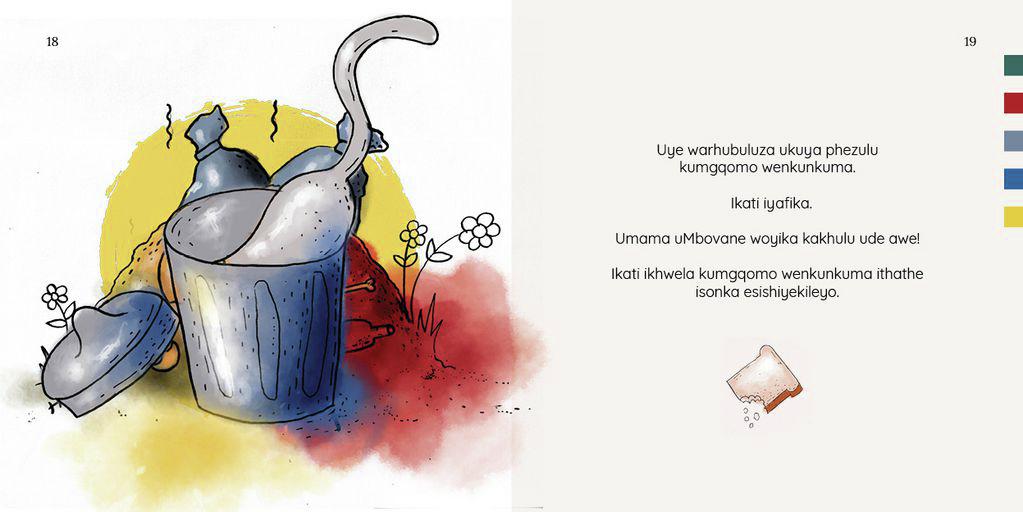 18
19
Uye warhubuluza ukuya phezulu
kumgqomo wenkunkuma.
Ikati iyafika.
Umama uMbovane woyika kakhulu ude awe!
Ikati ikhwela kumgqomo wenkunkuma ithathe
isonka esishiyekileyo.